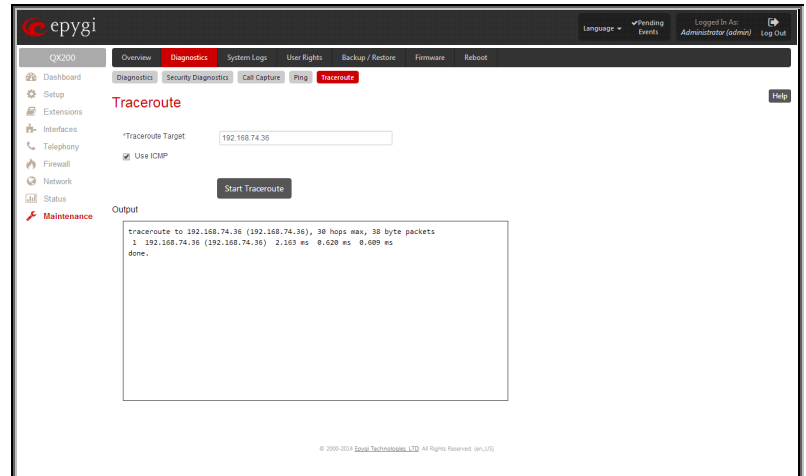 epygi
Language
Pending Events
Logged In As:
Administrator (admin)
Log Out
QX200
Overview Diagnostics System Logs User Rights Backup / Restore Firmware Reboot
Dashboard
Diagnostics Security Diagnostics Call Capture Ping Traceroute
Setup
Help
Traceroute
Extensions
Interfaces
*Traceroute Target: 192.168.74.36
Telephony
Use ICMP
Firewall
Network
Start Traceroute
Status
Output
Maintenance
traceroute to 192.168.74.36 (192.168.74.36), 30 hops max, 38 byte packets
1 192.168.74.36 (192.168.74.36) 2.163 ms 0.620 ms 0.609 ms
done.
© 2000-2014 Epygi Technologies, LTD. All Rights Reserved. (en_US)